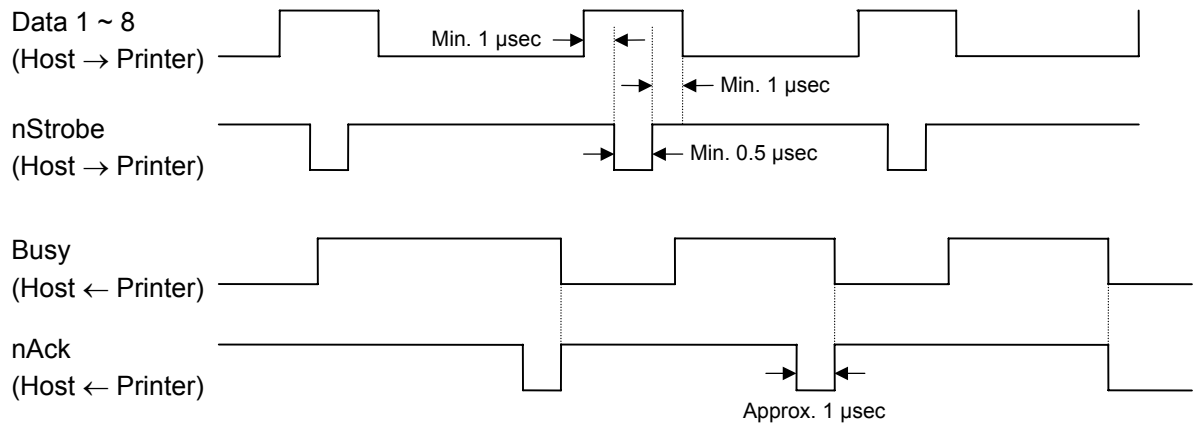 Data 1 ~ 8
(Host → Printer)
Min. 1 µsec
Min. 1 µsec
nStrobe
(Host → Printer)
Min. 0.5 µsec
Busy
(Host ← Printer)
nAck
(Host ← Printer)
Approx. 1 µsec